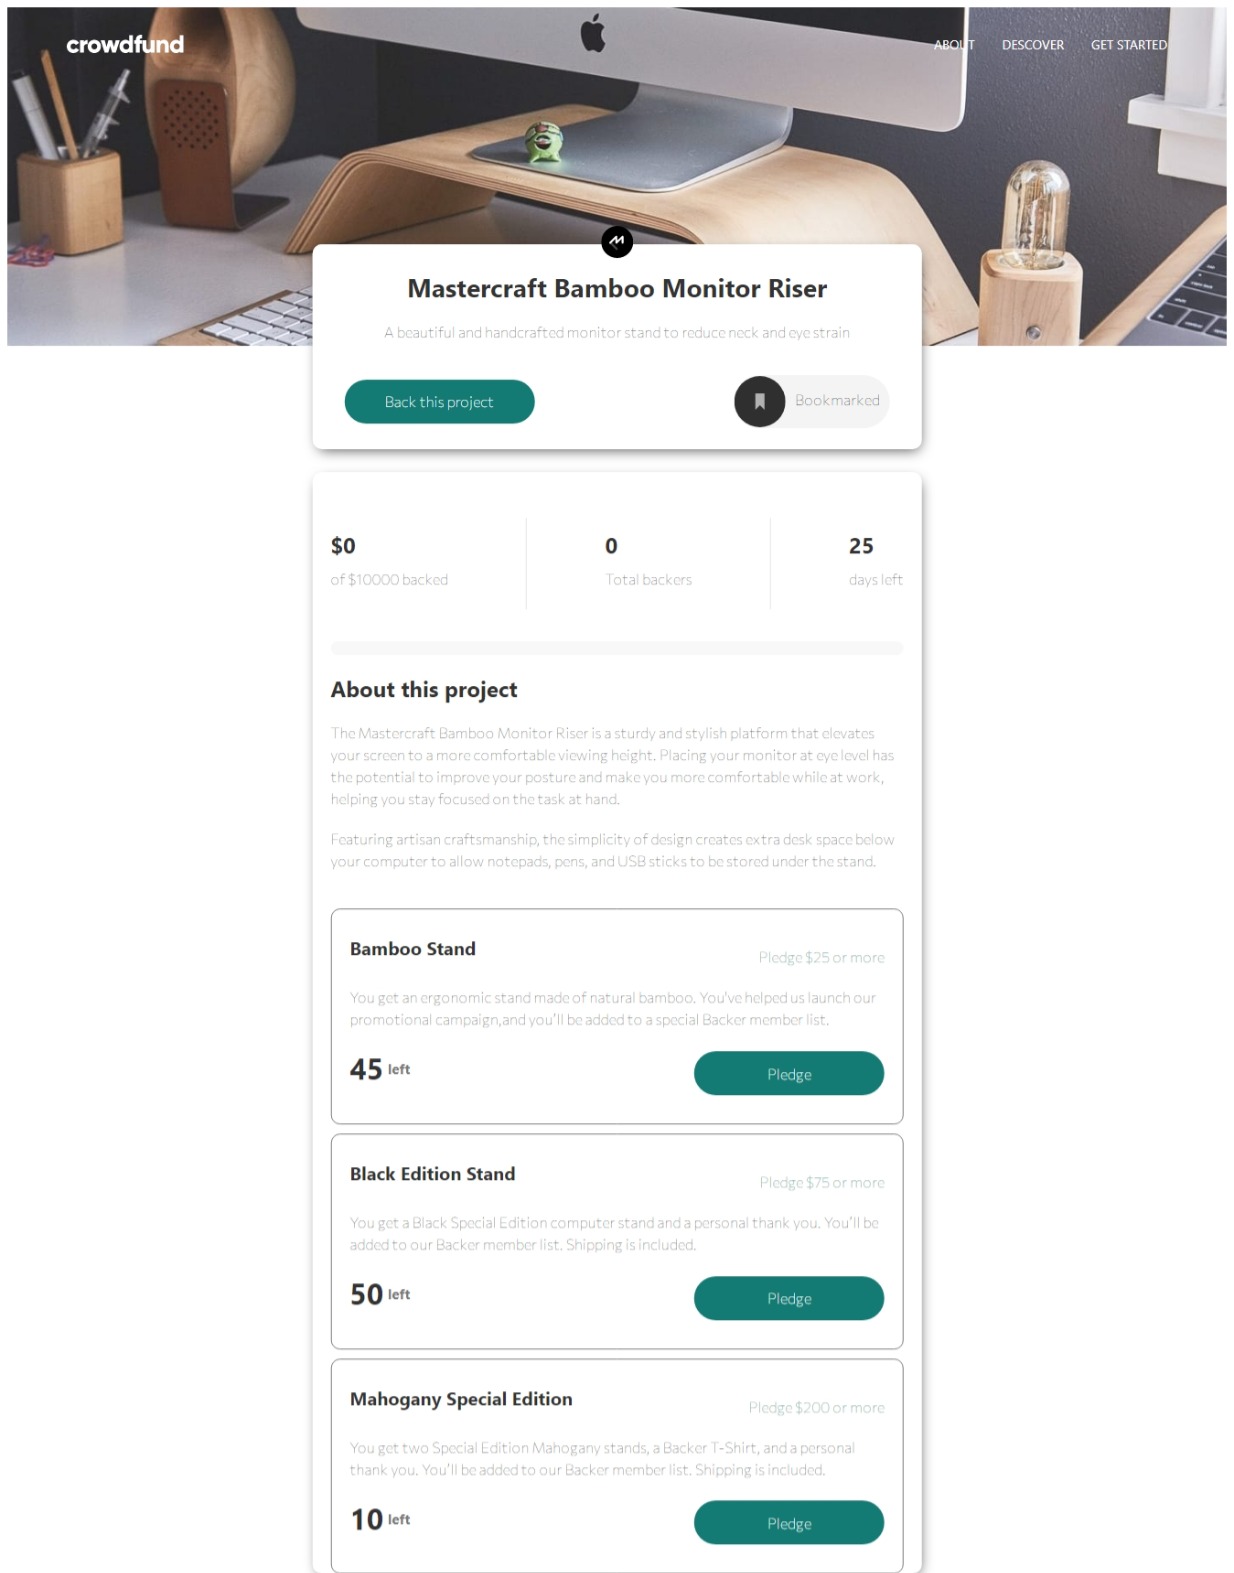 crowdfund
ABOUT DISCOVER GET STARTED
Mastercraft Bamboo Monitor Riser
A beautiful and handcrafted monitor stand to reduce neck and eye strain
Back this project
Bookmarked
$0
of $10000 backed
0
Total backers
25
days left
About this project
The Mastercraft Bamboo Monitor Riser is a sturdy and stylish platform that elevates
your screen to a more comfortable viewing height. Placing your monitor at eye level has
the potential to improve your posture and make you more comfortable while at work,
helping you stay focused on the task at hand.
Featuring artisan craftsmanship, the simplicity of design creates extra desk space below
your computer to allow notepads, pens, and USB sticks to be stored under the stand.
Bamboo Stand
Pledge $25 or more
You get an ergonomic stand made of natural bamboo. You've helped us launch our
promotional campaign,and you'll be added to a special Backer member list.
45 left
Pledge
Black Edition Stand
Pledge $75 or more
You get a Black Special Edition computer stand and a personal thank you. You'll be
added to our Backer member list. Shipping is included.
50 left
Pledge
Mahogany Special Edition
Pledge $200 or more
You get two Special Edition Mahogany stands, a Backer T-Shirt, and a personal
thank you. You'll be added to our Backer member list. Shipping is included.
10 left
Pledge